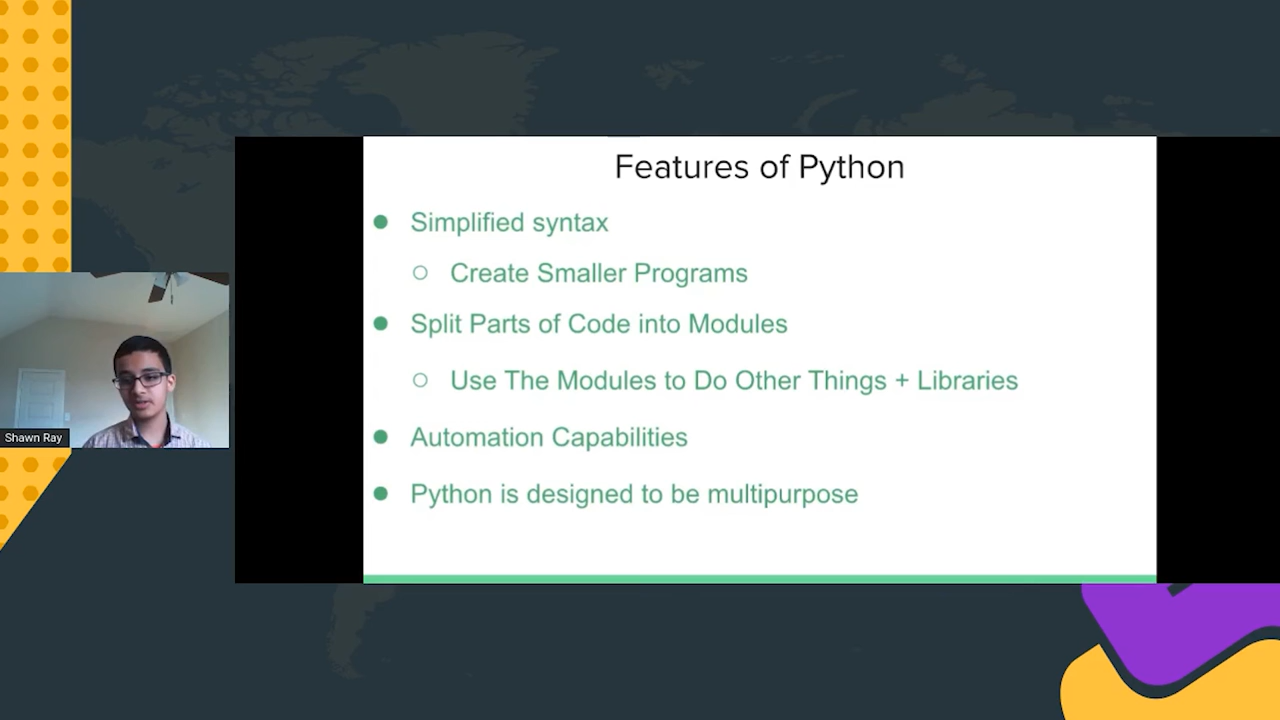 Features of Python
Simplified syntax
Create Smaller Programs
Split Parts of Code into Modules
Use The Modules to Do Other Things + Libraries
Automation Capabilities
Python is designed to be multipurpose
Shawn Ray